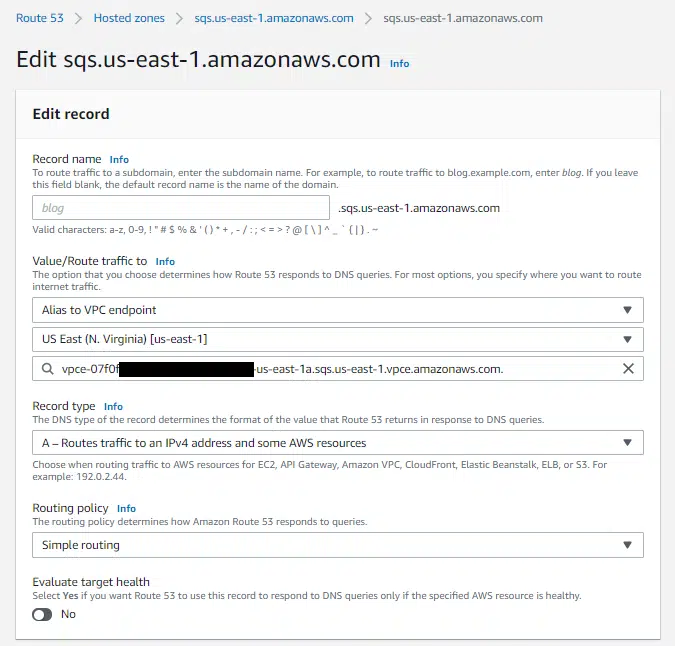 Route 53 > Hosted zones > sqs.us-east-1.amazonaws.com > sqs.us-east-1.amazonaws.com
Edit sqs.us-east-1.amazonaws.com Info
Edit record
Record name Info
To route traffic to a subdomain, enter the subdomain name. For example, to route traffic to blog.example.com, enter blog. If you leave
this field blank, the default record name is the name of the domain.
blog .sqs.us-east-1.amazonaws.com
Valid characters: a-z, 0-9, ! " # $ % & ' ( ) * + , - / : ; < = > ? @ [ \ ] ^ _ ` { | } . ~
Value/Route traffic to Info
The option that you choose determines how Route 53 responds to DNS queries. For most options, you specify where you want to route
internet traffic.
Alias to VPC endpoint
US East (N. Virginia) [us-east-1]
vpce-07f0f -us-east-1a.sqs.us-east-1.vpce.amazonaws.com.
Record type Info
The DNS type of the record determines the format of the value that Route 53 returns in response to DNS queries.
A – Routes traffic to an IPv4 address and some AWS resources
Choose when routing traffic to AWS resources for EC2, API Gateway, Amazon VPC, CloudFront, Elastic Beanstalk, ELB, or S3. For
example: 192.0.2.44.
Routing policy Info
The routing policy determines how Amazon Route 53 responds to queries.
Simple routing
Evaluate target health
Select Yes if you want Route 53 to use this record to respond to DNS queries only if the specified AWS resource is healthy.
No